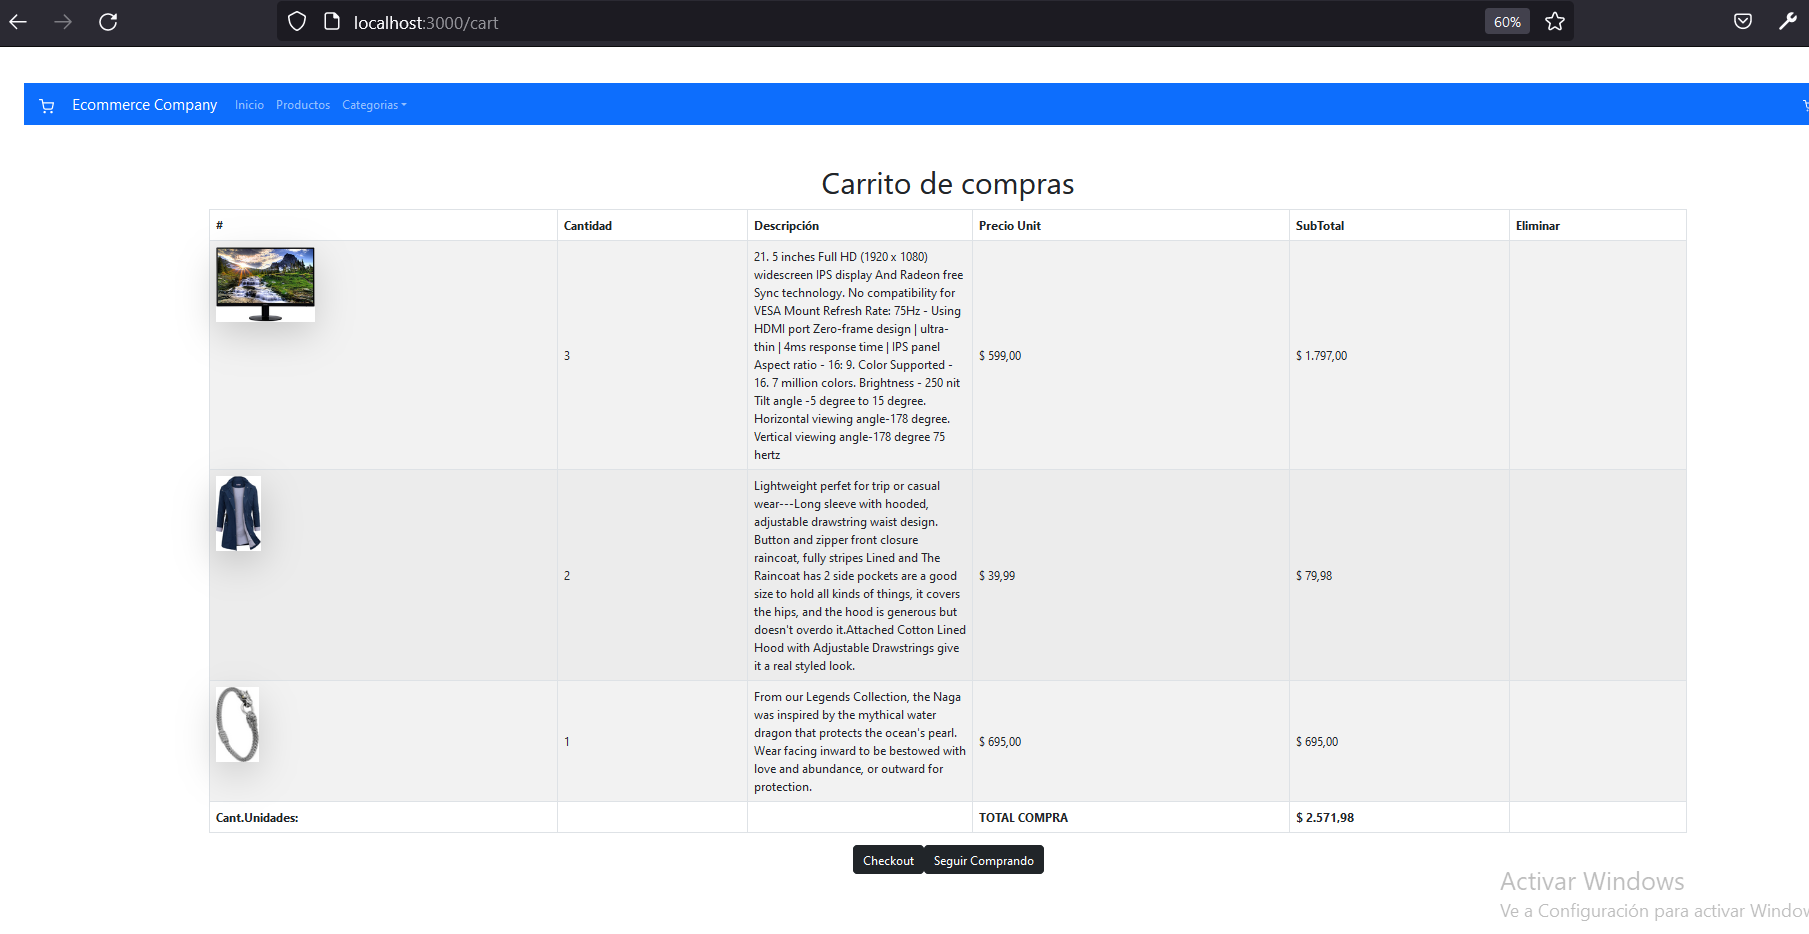 localhost:3000/cart
60%
Ecommerce Company Inicio Productos Categorias
Carrito de compras
# Cantidad Descripción Precio Unit SubTotal Eliminar
21. 5 inches Full HD (1920 x 1080)
widescreen IPS display And Radeon free
Sync technology. No compatibility for
VESA Mount Refresh Rate: 75Hz - Using
HDMI port Zero-frame design | ultra-
thin | 4ms response time | IPS panel
Aspect ratio - 16: 9. Color Supported -
16. 7 million colors. Brightness - 250 nit
Tilt angle -5 degree to 15 degree.
Horizontal viewing angle-178 degree.
Vertical viewing angle-178 degree 75
hertz
3
$ 599,00
$ 1.797,00
Lightweight perfet for trip or casual
wear---Long sleeve with hooded,
adjustable drawstring waist design.
Button and zipper front closure
raincoat, fully stripes Lined and The
Raincoat has 2 side pockets are a good
size to hold all kinds of things, it covers
the hips, and the hood is generous but
doesn't overdo it.Attached Cotton Lined
Hood with Adjustable Drawstrings give
it a real styled look.
2
$ 39,99
$ 79,98
From our Legends Collection, the Naga
was inspired by the mythical water
dragon that protects the ocean's pearl.
Wear facing inward to be bestowed with
love and abundance, or outward for
protection.
1
$ 695,00
$ 695,00
Cant.Unidades: TOTAL COMPRA $ 2.571,98
Checkout Seguir Comprando
Activar Windows
Ve a Configuración para activar Window